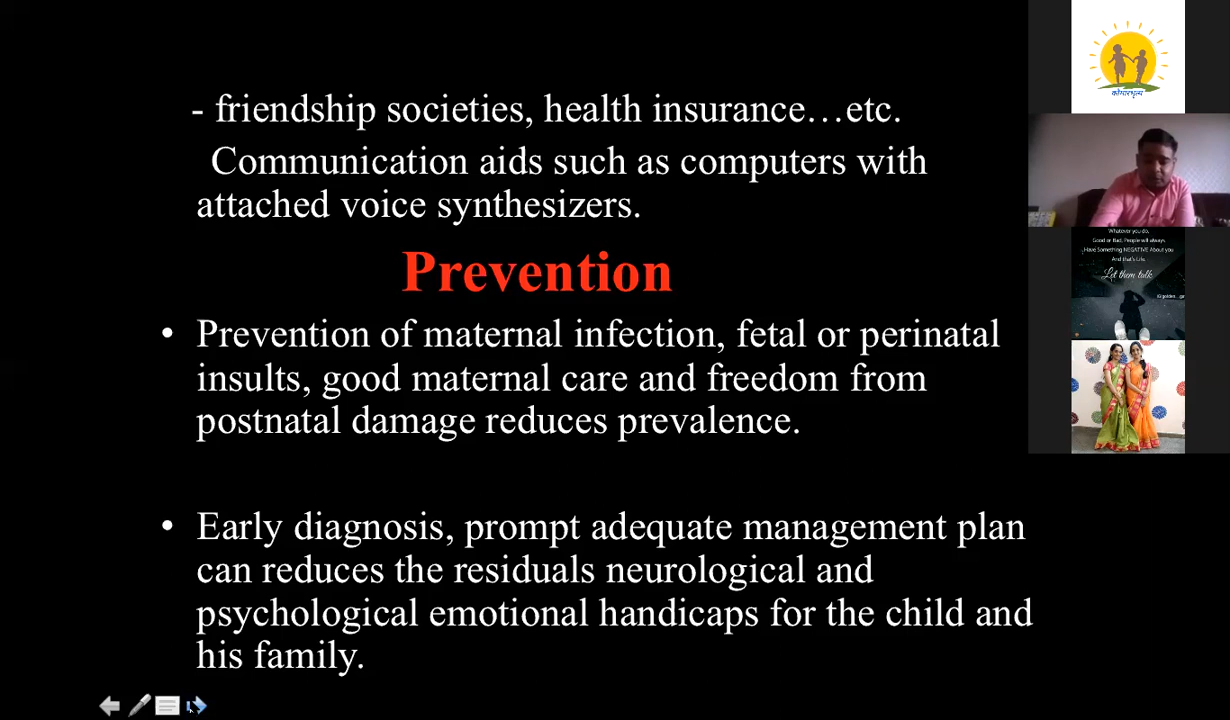 - friendship societies, health insurance…etc.
Communication aids such as computers with
attached voice synthesizers.
Prevention
• Prevention of maternal infection, fetal or perinatal
insults, good maternal care and freedom from
postnatal damage reduces prevalence.
• Early diagnosis, prompt adequate management plan
can reduces the residuals neurological and
psychological emotional handicaps for the child and
his family.
कौमारभृत्य
Whatever you do,
Good or Bad, People will always,
Have Something NEGATIVE About you
And that's Life
Let them talk